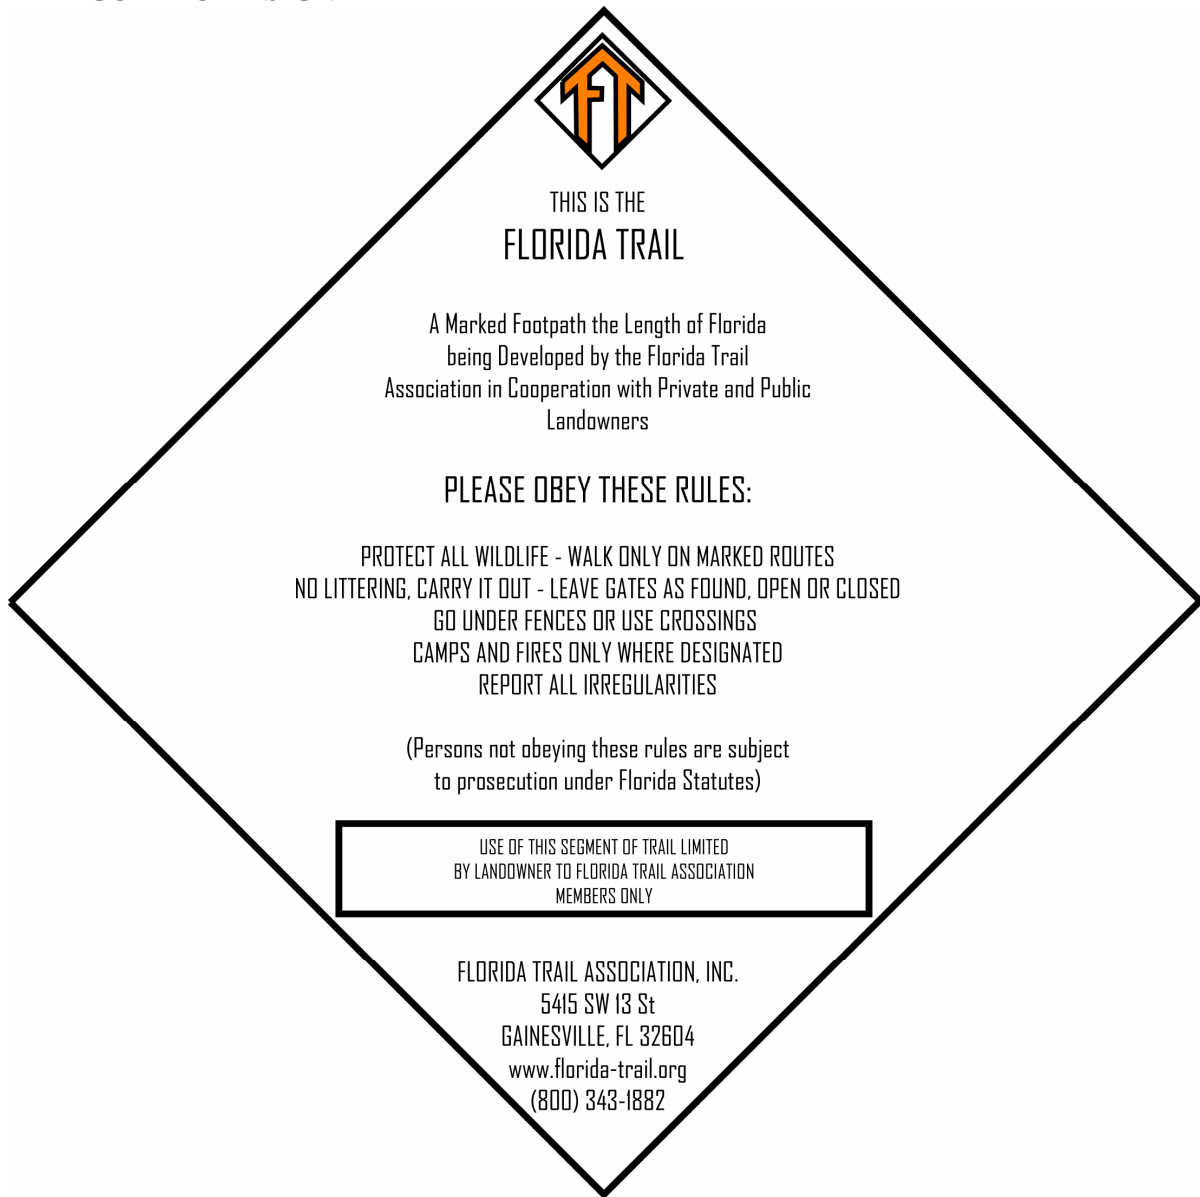 FT
THIS IS THE
FLORIDA TRAIL
A Marked Footpath the Length of Florida
being Developed by the Florida Trail
Association in Cooperation with Private and Public
Landowners
PLEASE OBEY THESE RULES:
PROTECT ALL WILDLIFE - WALK ONLY ON MARKED ROUTES
NO LITTERING, CARRY IT OUT - LEAVE GATES AS FOUND, OPEN OR CLOSED
GO UNDER FENCES OR USE CROSSINGS
CAMPS AND FIRES ONLY WHERE DESIGNATED
REPORT ALL IRREGULARITIES
(Persons not obeying these rules are subject
to prosecution under Florida Statutes)
USE OF THIS SEGMENT OF TRAIL LIMITED
BY LANDOWNER TO FLORIDA TRAIL ASSOCIATION
MEMBERS ONLY
FLORIDA TRAIL ASSOCIATION, INC.
5415 SW 13 St
GAINESVILLE, FL 32604
www.florida-trail.org
(800) 343-1882